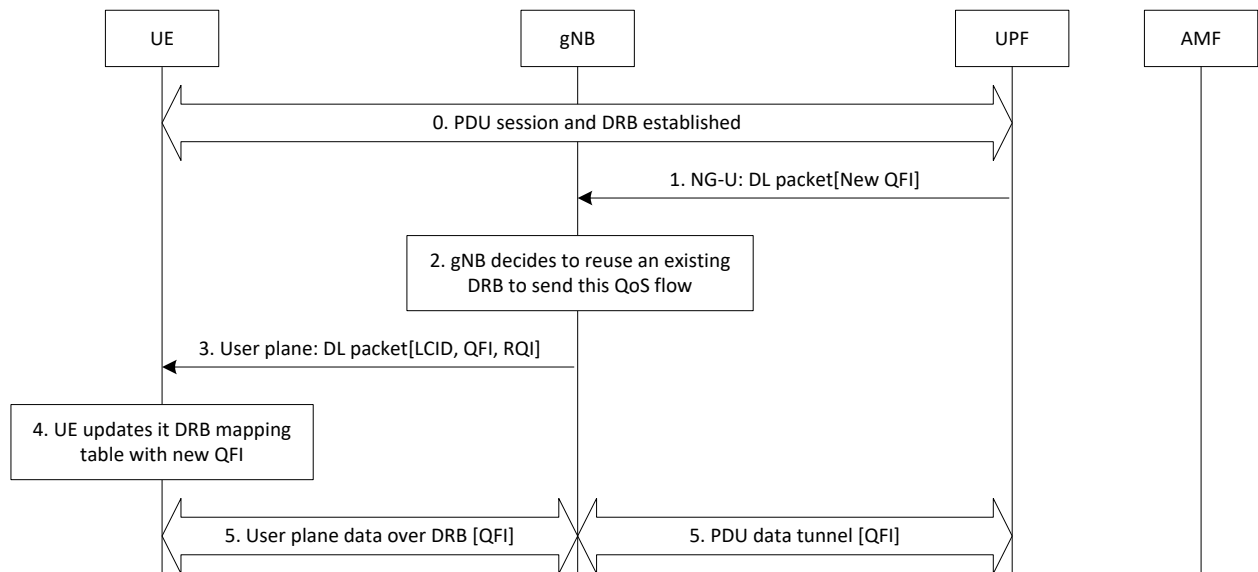 UE
gNB
UPF
AMF
0. PDU session and DRB established
1. NG-U: DL packet[New QFI]
2. gNB decides to reuse an existing
DRB to send this QoS flow
3. User plane: DL packet[LCID, QFI, RQI]
4. UE updates it DRB mapping
table with new QFI
5. User plane data over DRB [QFI]
5. PDU data tunnel [QFI]